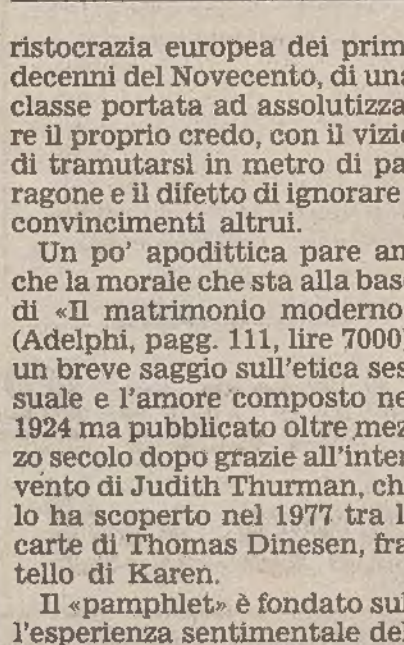 ristocrazia europea dei prim
decenni del Novecento, di una
classe portata ad assolutizza
re il proprio credo, con il vizio
di tramutarsi in metro di pa
ragone e il difetto di ignorare
convincimenti altrui.
Un po' apodittica pare an
che la morale che sta alla base
di «Il matrimonio moderno
(Adelphi, pagg. 111, lire 7000)
un breve saggio sull'etica ses
suale e l'amore composto ne
1924 ma pubblicato oltre mez
zo secolo dopo grazie all'inter
vento di Judith Thurman, ch
lo ha scoperto nel 1977 tra l
carte di Thomas Dinesen, fra
tello di Karen.
Il «pamphlet» è fondato sul
l'esperienza sentimentale del